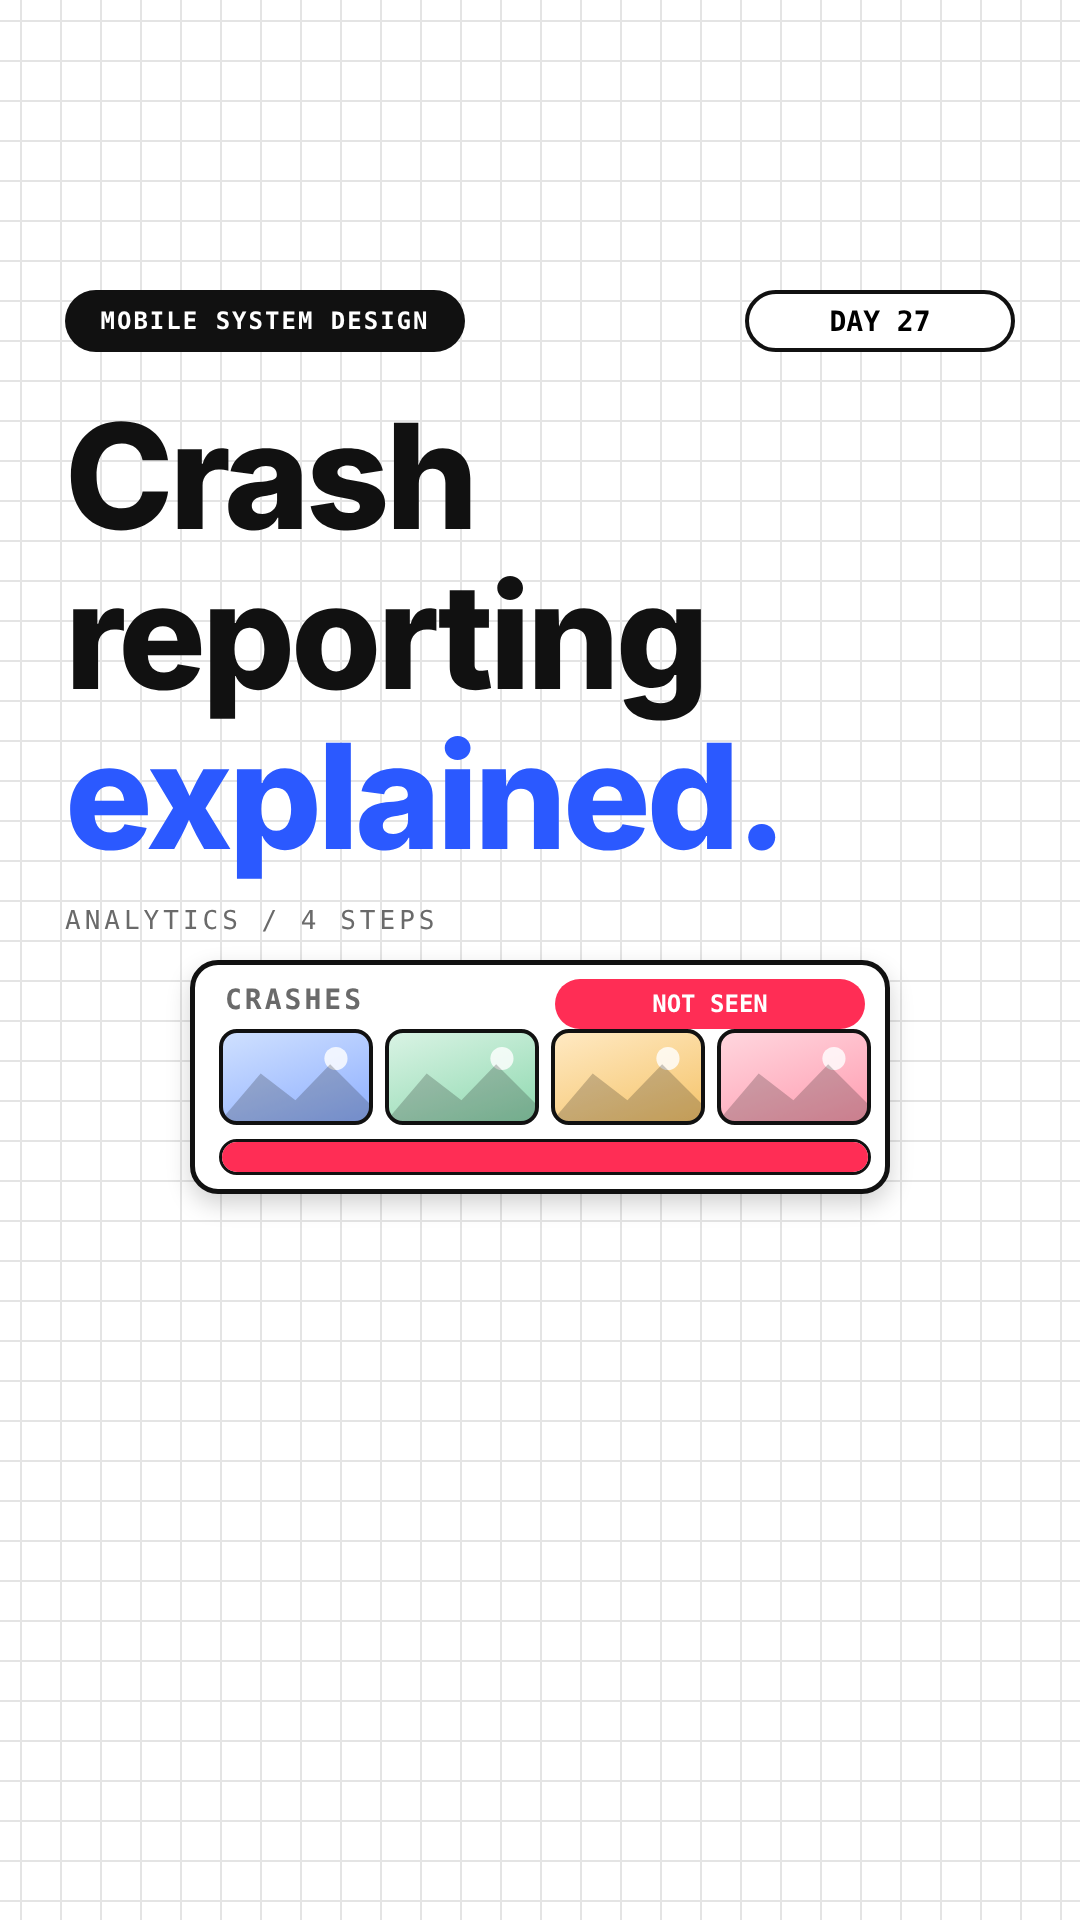 MOBILE SYSTEM DESIGN
DAY 27
Crash
reporting
explained.
ANALYTICS / 4 STEPS
CRASHES
NOT SEEN